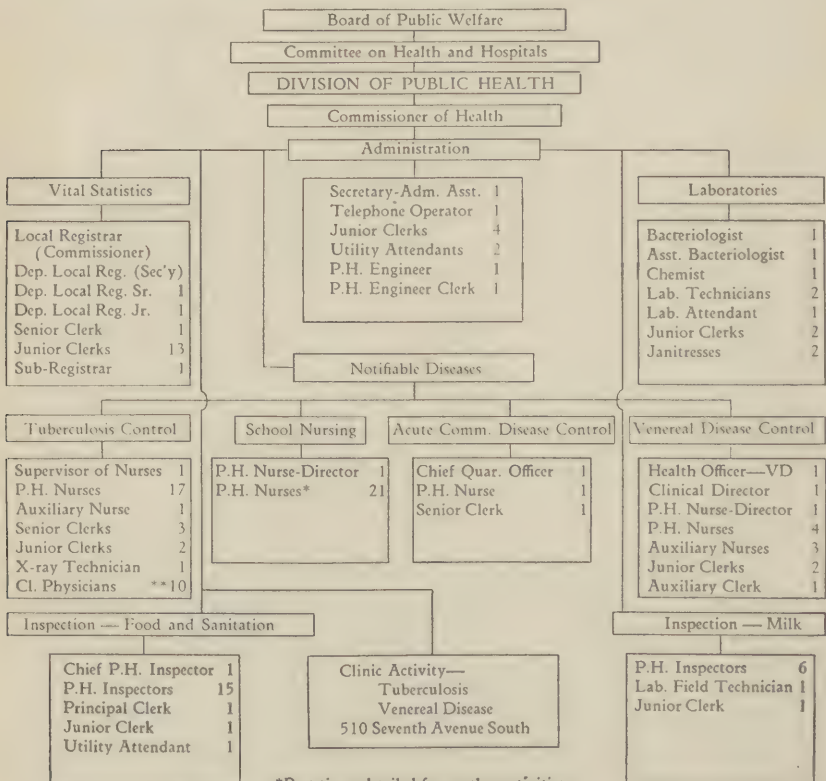 Board of Public Welfare
Committee on Health and Hospitals
DIVISION OF PUBLIC HEALTH
Commissioner of Health
Administration
Vital Statistics
Local Registrar
(Commissioner)
Dep. Local Reg. (Sec'y)
Dep. Local Reg. Sr. 1
Dep. Local Reg. Jr. 1
Senior Clerk 1
Junior Clerks 13
Sub-Registrar 1
Secretary-Adm. Asst. 1
Telephone Operator 1
Junior Clerks 4
Utility Attendants 2
P.H. Engineer 1
P.H. Engineer Clerk 1
Laboratories
Bacteriologist 1
Asst. Bacteriologist 1
Chemist 1
Lab. Technicians 2
Lab. Attendant 1
Junior Clerks 2
Janitresses 2
Notifiable Diseases
Tuberculosis Control
Supervisor of Nurses 1
P.H. Nurses 17
Auxiliary Nurse 1
Senior Clerks 3
Junior Clerks 2
X-ray Technician 1
Cl. Physicians **10
School Nursing
P.H. Nurse-Director 1
P.H. Nurses* 21
Acute Comm. Disease Control
Chief Quar. Officer 1
P.H. Nurse 1
Senior Clerk 1
Venereal Disease Control
Health Officer—VD 1
Clinical Director 1
P.H. Nurse-Director 1
P.H. Nurses 4
Auxiliary Nurses 3
Junior Clerks 2
Auxiliary Clerk 1
Inspection — Food and Sanitation
Chief P.H. Inspector 1
P.H. Inspectors 15
Principal Clerk 1
Junior Clerk 1
Utility Attendant 1
Clinic Activity—
Tuberculosis
Venereal Disease
510 Seventh Avenue South
Inspection — Milk
P.H. Inspectors 6
Lab. Field Technician 1
Junior Clerk 1